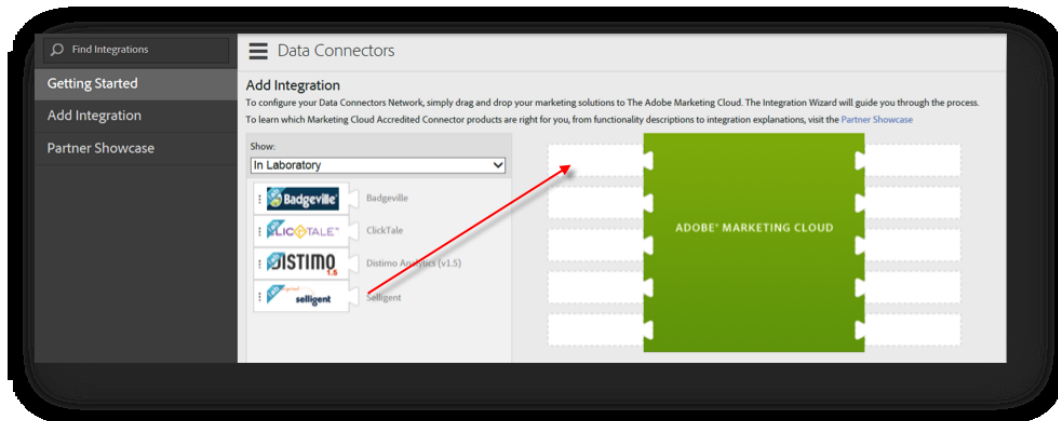 Find Integrations
Data Connectors
Getting Started
Add Integration
Partner Showcase
Add Integration
To configure your Data Connectors Network, simply drag and drop your marketing solutions to The Adobe Marketing Cloud. The Integration Wizard will guide you through the process.
To learn which Marketing Cloud Accredited Connector products are right for you, from functionality descriptions to integration explanations, visit the Partner Showcase
Show:
In Laboratory
Badgeville Badgeville
ClickTale
DISTIMO 1.5 Distimo Analytics (v1.5)
selligent Selligent
ADOBE® MARKETING CLOUD